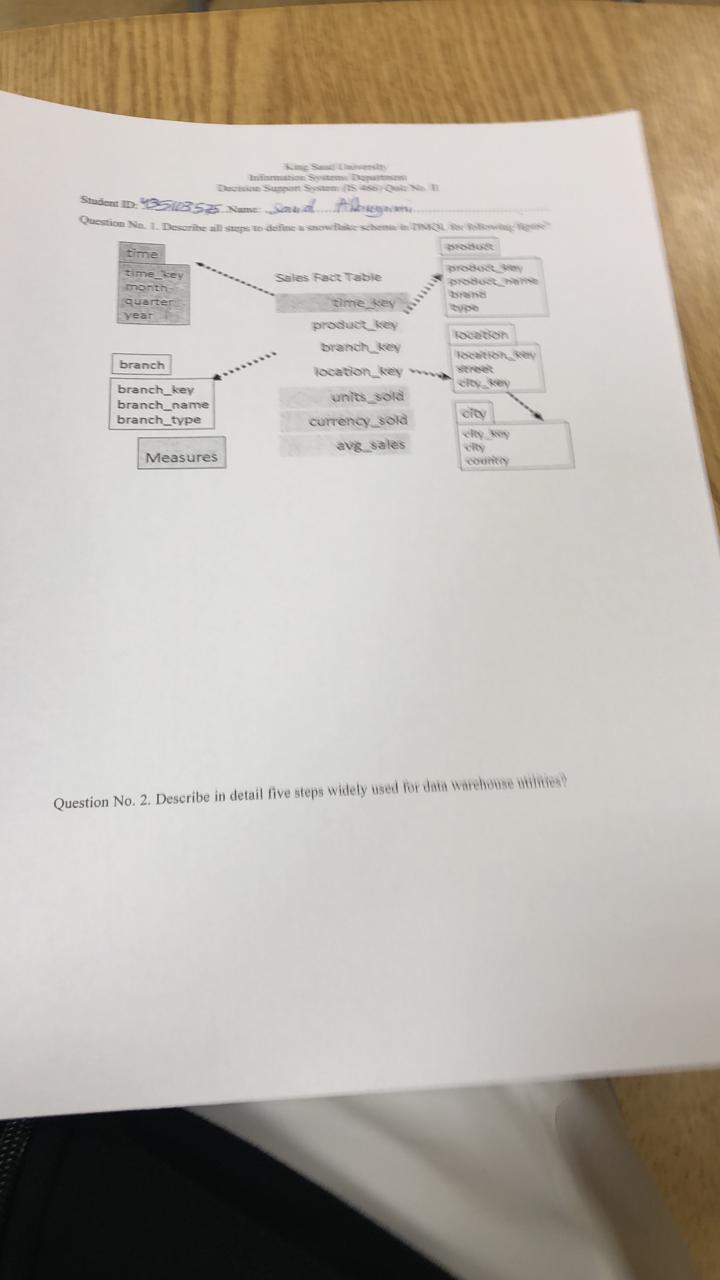 King Saud University
Information Systems Department
Decision Support System (IS 466) Quiz No. II
Student ID: 435103575 Name: Saud
Question No. 1. Describe all steps to define a snowflake schema in DMQL for following figure?
time
time_key
month
quarter
year
branch
branch_key
branch_name
branch_type
Measures
Sales Fact Table
time_key
product_key
branch_key
location_key
units_sold
currency_sold
avg_sales
product
product_key
product_name
brand
type
location
location_key
street
city_key
city
city_key
city
country
Question No. 2. Describe in detail five steps widely used for data warehouse utilities?